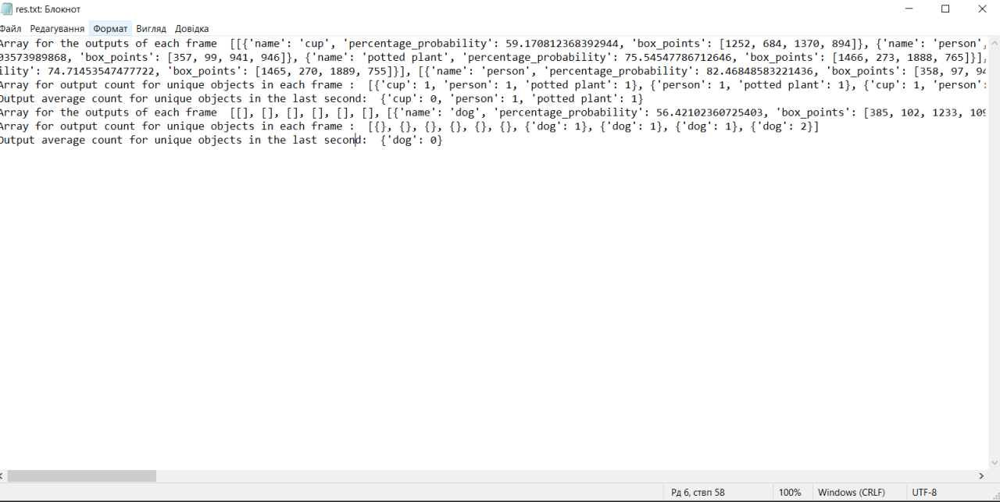 res.txt: Блокнот
Файл Редагування Формат Вигляд Довідка
Array for the outputs of each frame [[{'name': 'cup', 'percentage_probability': 59.170812368392944, 'box_points': [1252, 684, 1370, 894]}, {'name': 'person',
03573989868, 'box_points': [357, 99, 941, 946]}, {'name': 'potted plant', 'percentage_probability': 75.54547786712646, 'box_points': [1466, 273, 1888, 765]}],
ility': 74.71453547477722, 'box_points': [1465, 270, 1889, 755]}], [{'name': 'person', 'percentage_probability': 82.46848583221436, 'box_points': [358, 97, 94
Array for output count for unique objects in each frame : [{'cup': 1, 'person': 1, 'potted plant': 1}, {'person': 1, 'potted plant': 1}, {'cup': 1, 'person':
Output average count for unique objects in the last second: {'cup': 0, 'person': 1, 'potted plant': 1}
Array for the outputs of each frame [[], [], [], [], [], [], [{'name': 'dog', 'percentage_probability': 56.42102360725403, 'box_points': [385, 102, 1233, 109
Array for output count for unique objects in each frame : [{}, {}, {}, {}, {}, {}, {'dog': 1}, {'dog': 1}, {'dog': 1}, {'dog': 2}]
Output average count for unique objects in the last second: {'dog': 0}
Рд 6, ствп 58 100% Windows (CRLF) UTF-8